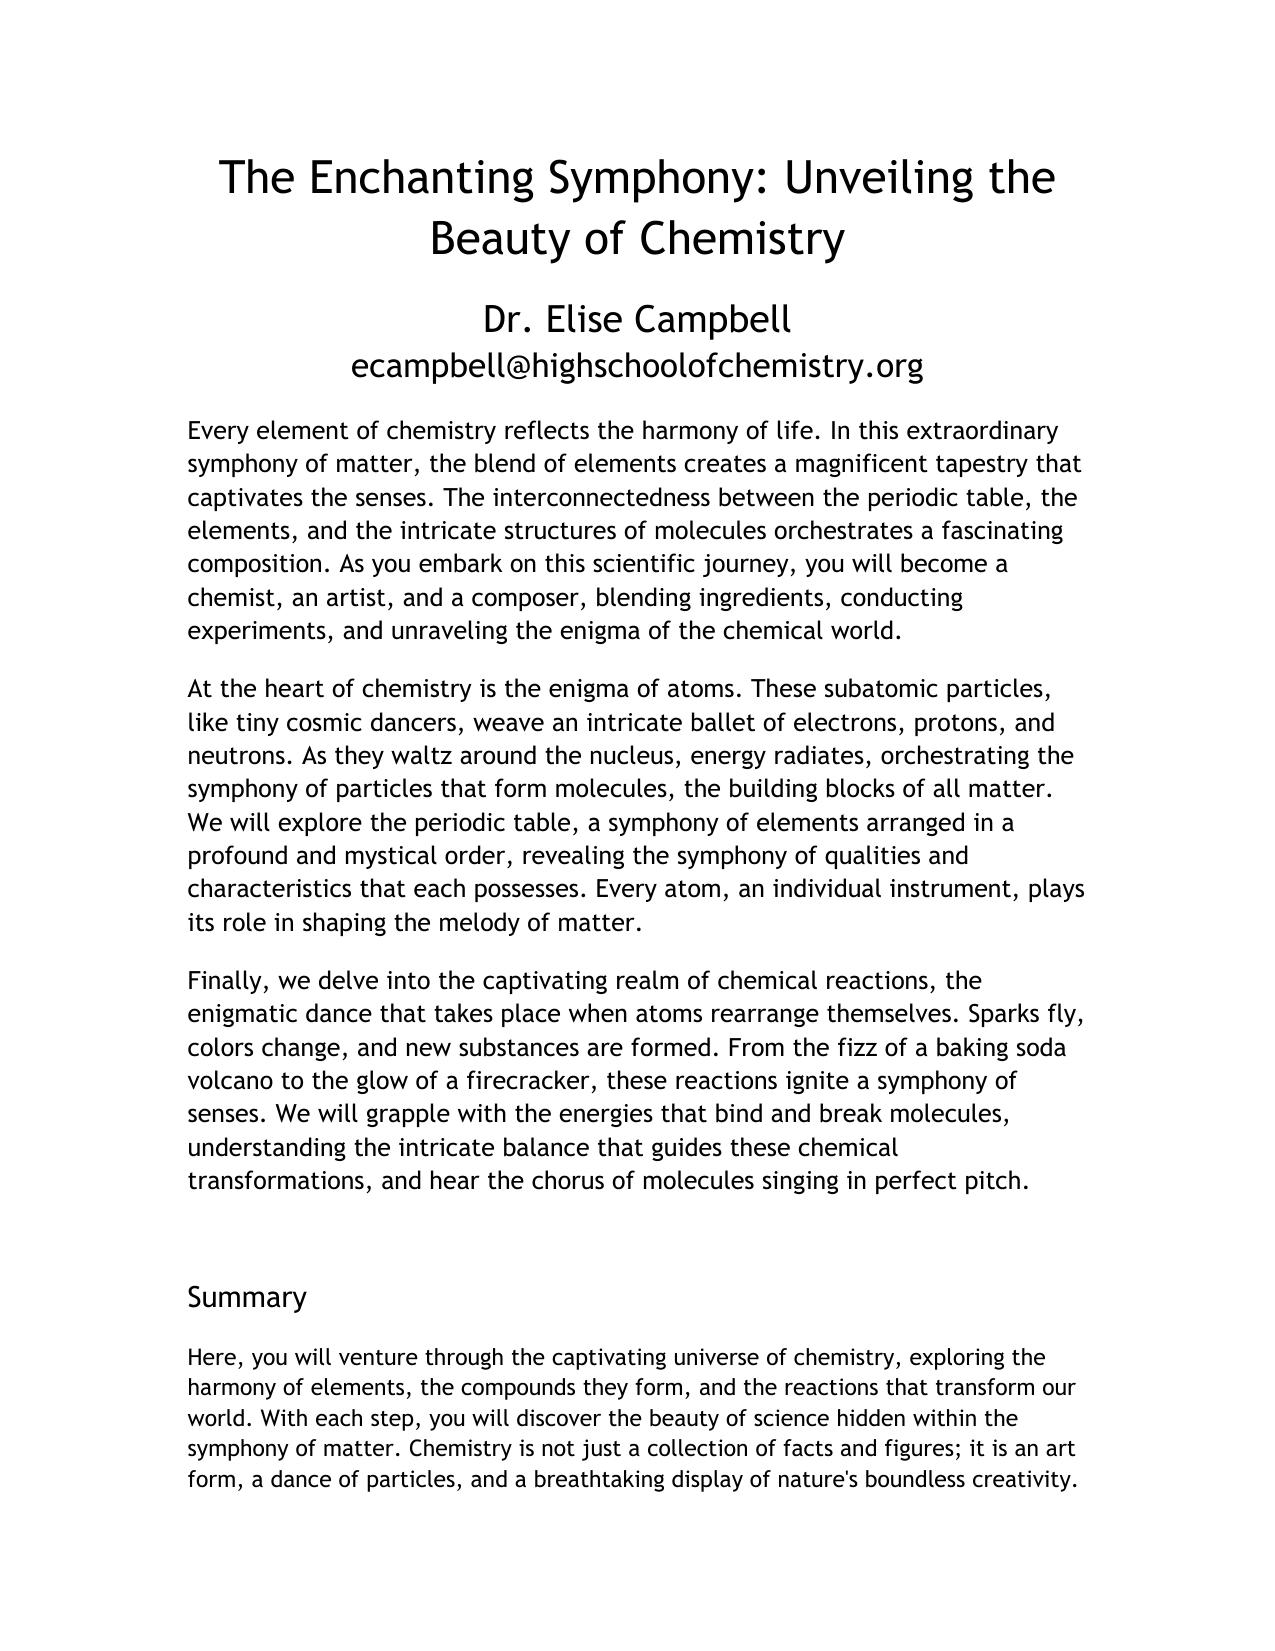 The Enchanting Symphony: Unveiling the
Beauty of Chemistry
Dr. Elise Campbell
ecampbell@highschoolofchemistry.org
Every element of chemistry reflects the harmony of life. In this extraordinary
symphony of matter, the blend of elements creates a magnificent tapestry that
captivates the senses. The interconnectedness between the periodic table, the
elements, and the intricate structures of molecules orchestrates a fascinating
composition. As you embark on this scientific journey, you will become a
chemist, an artist, and a composer, blending ingredients, conducting
experiments, and unraveling the enigma of the chemical world.
At the heart of chemistry is the enigma of atoms. These subatomic particles,
like tiny cosmic dancers, weave an intricate ballet of electrons, protons, and
neutrons. As they waltz around the nucleus, energy radiates, orchestrating the
symphony of particles that form molecules, the building blocks of all matter.
We will explore the periodic table, a symphony of elements arranged in a
profound and mystical order, revealing the symphony of qualities and
characteristics that each possesses. Every atom, an individual instrument, plays
its role in shaping the melody of matter.
Finally, we delve into the captivating realm of chemical reactions, the
enigmatic dance that takes place when atoms rearrange themselves. Sparks fly,
colors change, and new substances are formed. From the fizz of a baking soda
volcano to the glow of a firecracker, these reactions ignite a symphony of
senses. We will grapple with the energies that bind and break molecules,
understanding the intricate balance that guides these chemical
transformations, and hear the chorus of molecules singing in perfect pitch.
Summary
Here, you will venture through the captivating universe of chemistry, exploring the
harmony of elements, the compounds they form, and the reactions that transform our
world. With each step, you will discover the beauty of science hidden within the
symphony of matter. Chemistry is not just a collection of facts and figures; it is an art
form, a dance of particles, and a breathtaking display of nature's boundless creativity.